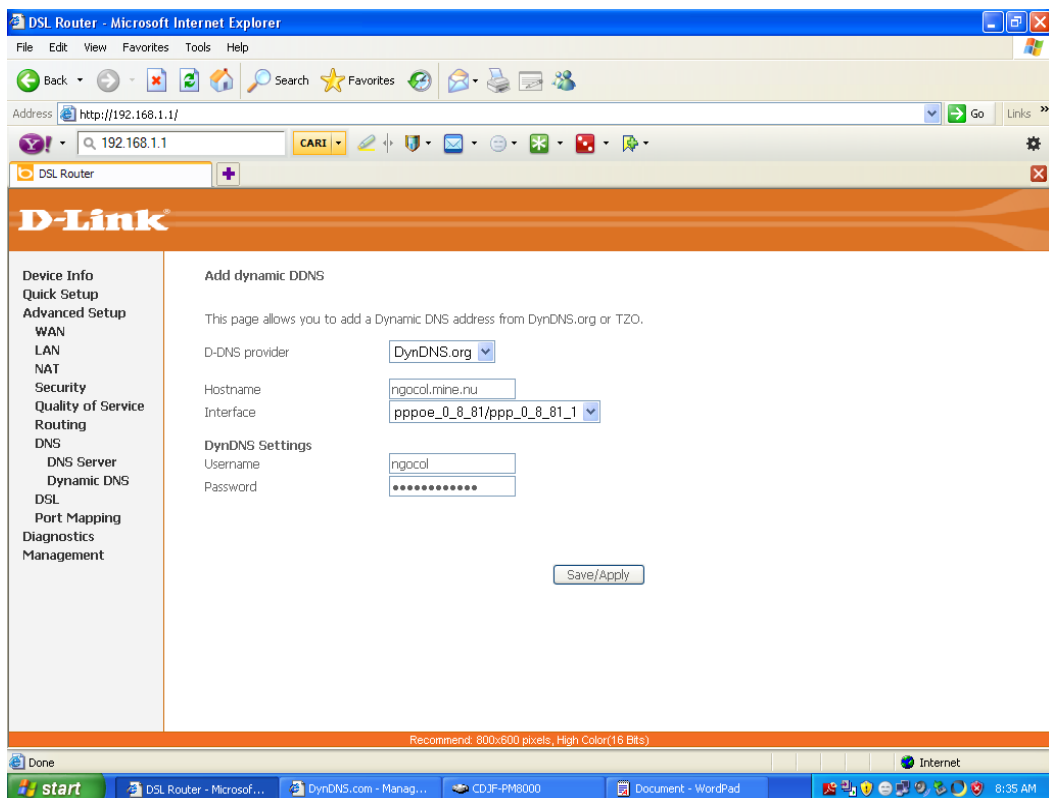 DSL Router - Microsoft Internet Explorer
File Edit View Favorites Tools Help
Back Search Favorites
Address http://192.168.1.1/ Go Links »
Y! 192.168.1.1 CARI
DSL Router
D-Link
Device Info
Quick Setup
Advanced Setup
WAN
LAN
NAT
Security
Quality of Service
Routing
DNS
DNS Server
Dynamic DNS
DSL
Port Mapping
Diagnostics
Management
Add dynamic DDNS
This page allows you to add a Dynamic DNS address from DynDNS.org or TZO.
D-DNS provider DynDNS.org
Hostname ngocol.mine.nu
Interface pppoe_0_8_81/ppp_0_8_81_1
DynDNS Settings
Username ngocol
Password ••••••••••••
Save/Apply
Recommend: 800x600 pixels, High Color(16 Bits)
Done Internet
start DSL Router - Microsof... DynDNS.com - Manag... CDJF-PM8000 Document - WordPad 8:35 AM